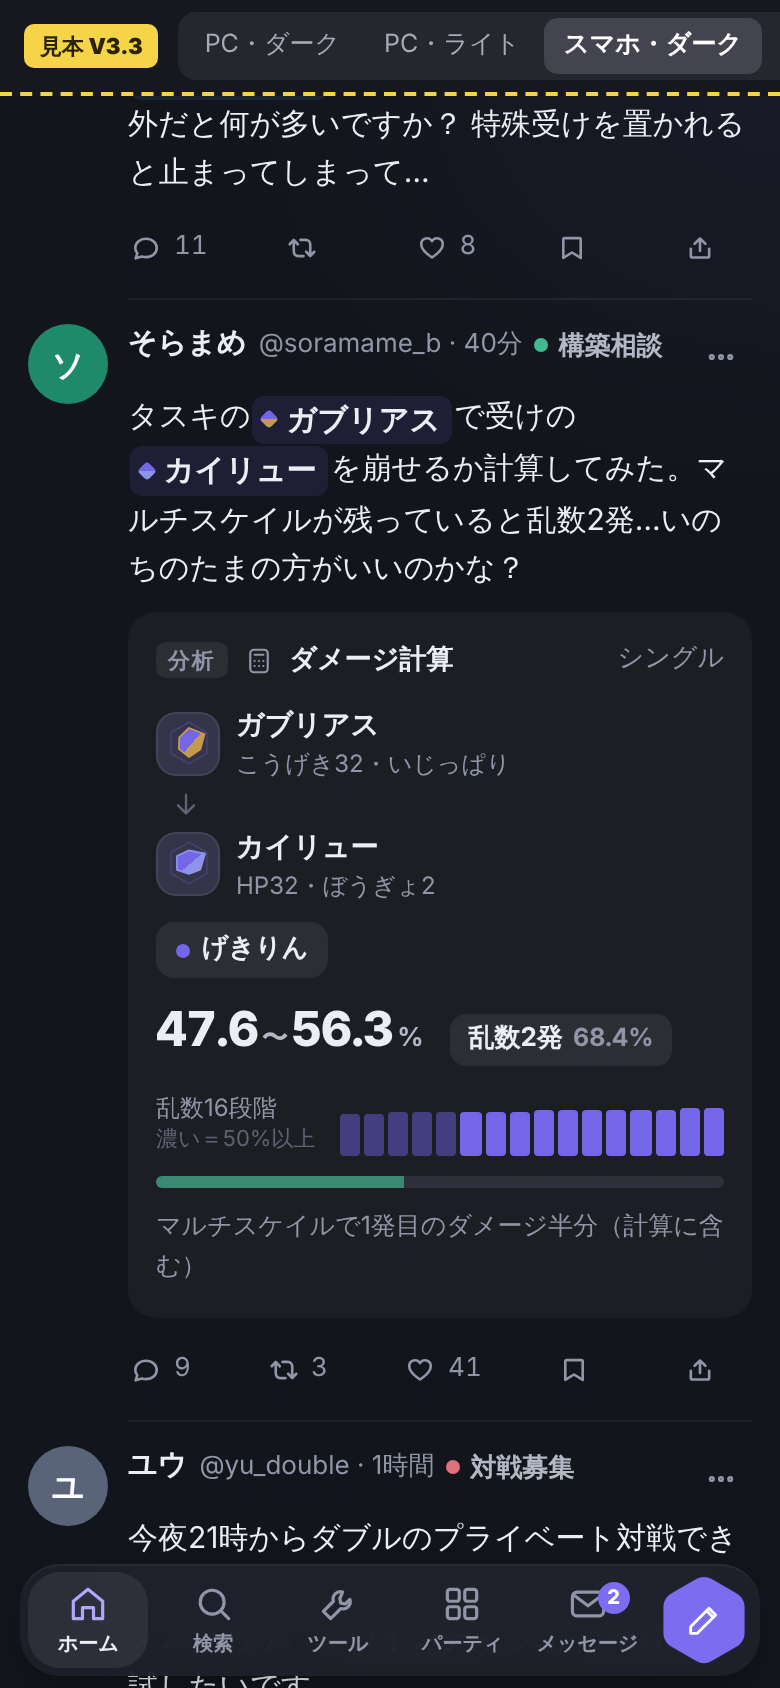 見本 V3.3
PC・ダーク
PC・ライト
スマホ・ダーク
外だと何が多いですか？ 特殊受けを置かれる
と止まってしまって…
11
8
ソ
そらまめ @soramame_b · 40分 構築相談
タスキの ガブリアス で受けの
カイリュー を崩せるか計算してみた。マ
ルチスケイルが残っていると乱数2発…いの
ちのたまの方がいいのかな？
分析 ダメージ計算 シングル
ガブリアス
こうげき32・いじっぱり
カイリュー
HP32・ぼうぎょ2
げきりん
47.6～56.3% 乱数2発 68.4%
乱数16段階
濃い＝50%以上
マルチスケイルで1発目のダメージ半分（計算に含
む）
9
3
41
ユ
ユウ @yu_double · 1時間 対戦募集
今夜21時からダブルのプライベート対戦でき
2
ホーム
検索
ツール
パーティ
メッセージ
試したいです